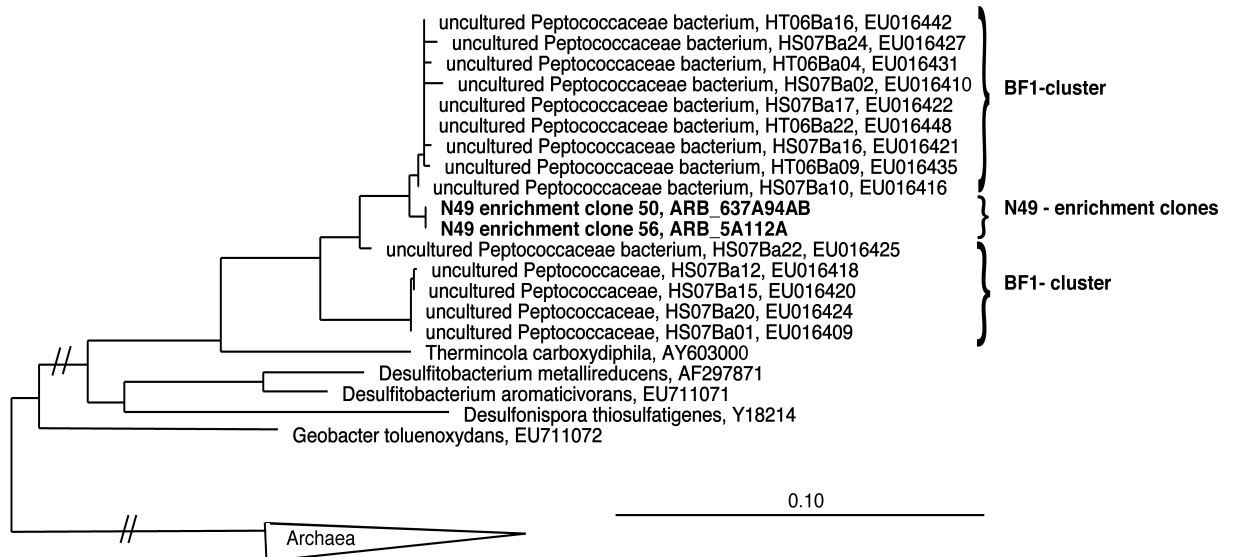 uncultured Peptococcaceae bacterium, HT06Ba16, EU016442
uncultured Peptococcaceae bacterium, HS07Ba24, EU016427
uncultured Peptococcaceae bacterium, HT06Ba04, EU016431
uncultured Peptococcaceae bacterium, HS07Ba02, EU016410
BF1-cluster
uncultured Peptococcaceae bacterium, HS07Ba17, EU016422
uncultured Peptococcaceae bacterium, HT06Ba22, EU016448
uncultured Peptococcaceae bacterium, HS07Ba16, EU016421
uncultured Peptococcaceae bacterium, HT06Ba09, EU016435
uncultured Peptococcaceae bacterium, HS07Ba10, EU016416
N49 enrichment clone 50, ARB_637A94AB
N49 - enrichment clones
N49 enrichment clone 56, ARB_5A112A
uncultured Peptococcaceae bacterium, HS07Ba22, EU016425
uncultured Peptococcaceae, HS07Ba12, EU016418
BF1- cluster
uncultured Peptococcaceae, HS07Ba15, EU016420
uncultured Peptococcaceae, HS07Ba20, EU016424
uncultured Peptococcaceae, HS07Ba01, EU016409
Thermincola carboxydiphila, AY603000
Desulfitobacterium metallireducens, AF297871
Desulfitobacterium aromaticivorans, EU711071
Desulfonispora thiosulfatigenes, Y18214
Geobacter toluenoxydans, EU711072
0.10
Archaea